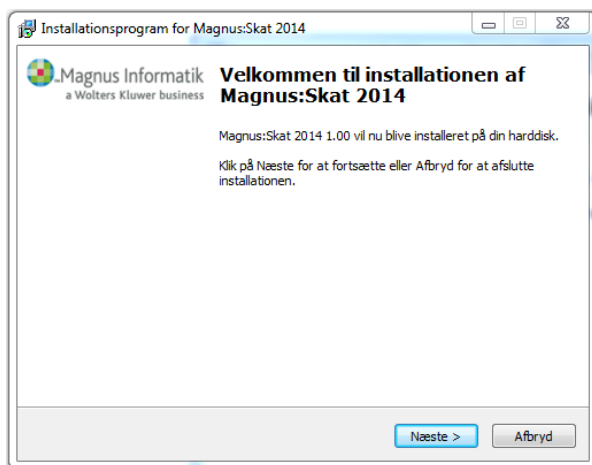 Installationsprogram for Magnus:Skat 2014
Magnus Informatik
a Wolters Kluwer business
Velkommen til installationen af
Magnus:Skat 2014
Magnus:Skat 2014 1.00 vil nu blive installeret på din harddisk.
Klik på Næste for at fortsætte eller Afbryd for at afslutte
installationen.
Næste >
Afbryd